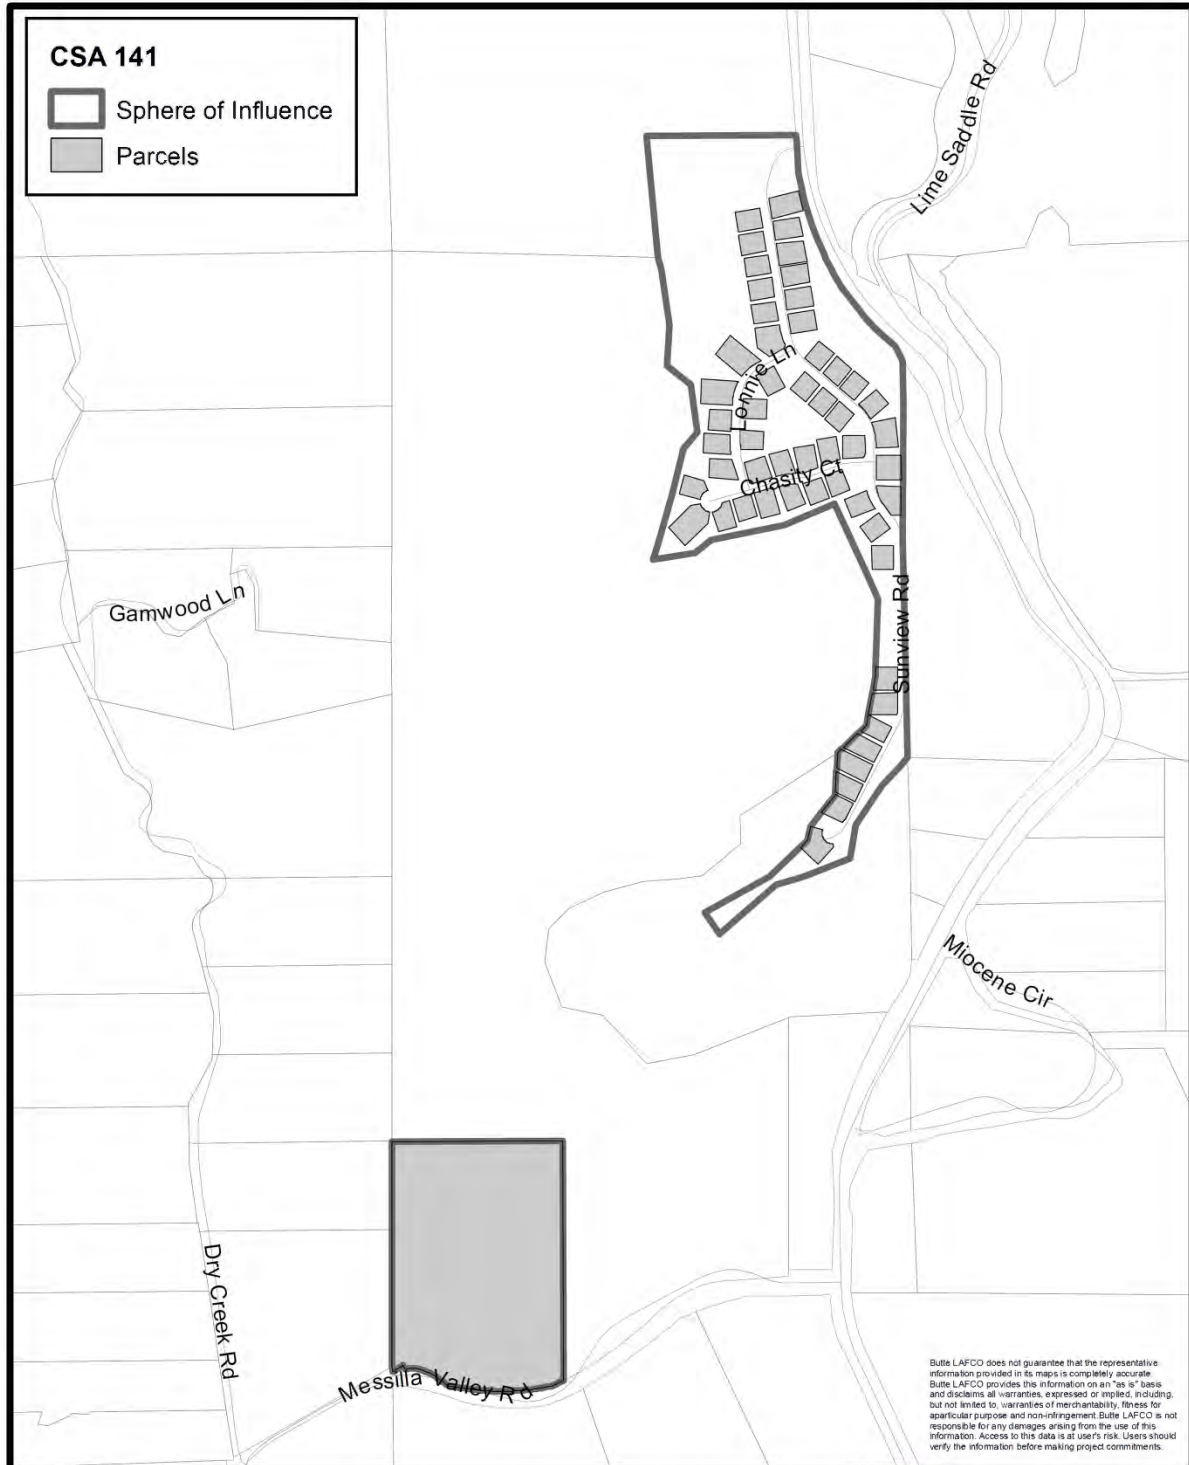 CSA 141
Sphere of Influence
Parcels
Lime Saddle Rd
Lonnie Ln
Chasity Ct
Gamwood Ln
Sunview Rd
Miocene Cir
Dry Creek Rd
Messilla Valley Rd
Butte LAFCO does not guarantee that the representative
information provided in its maps is completely accurate.
Butte LAFCO provides this information on an "as is" basis
and disclaims all warranties, expressed or implied, including,
but not limited to, warranties of merchantability, fitness for
aparticular purpose and non-infringement.Butte LAFCO is not
responsible for any damages arising from the use of this
information. Access to this data is at user's risk. Users should
verify the information before making project commitments.